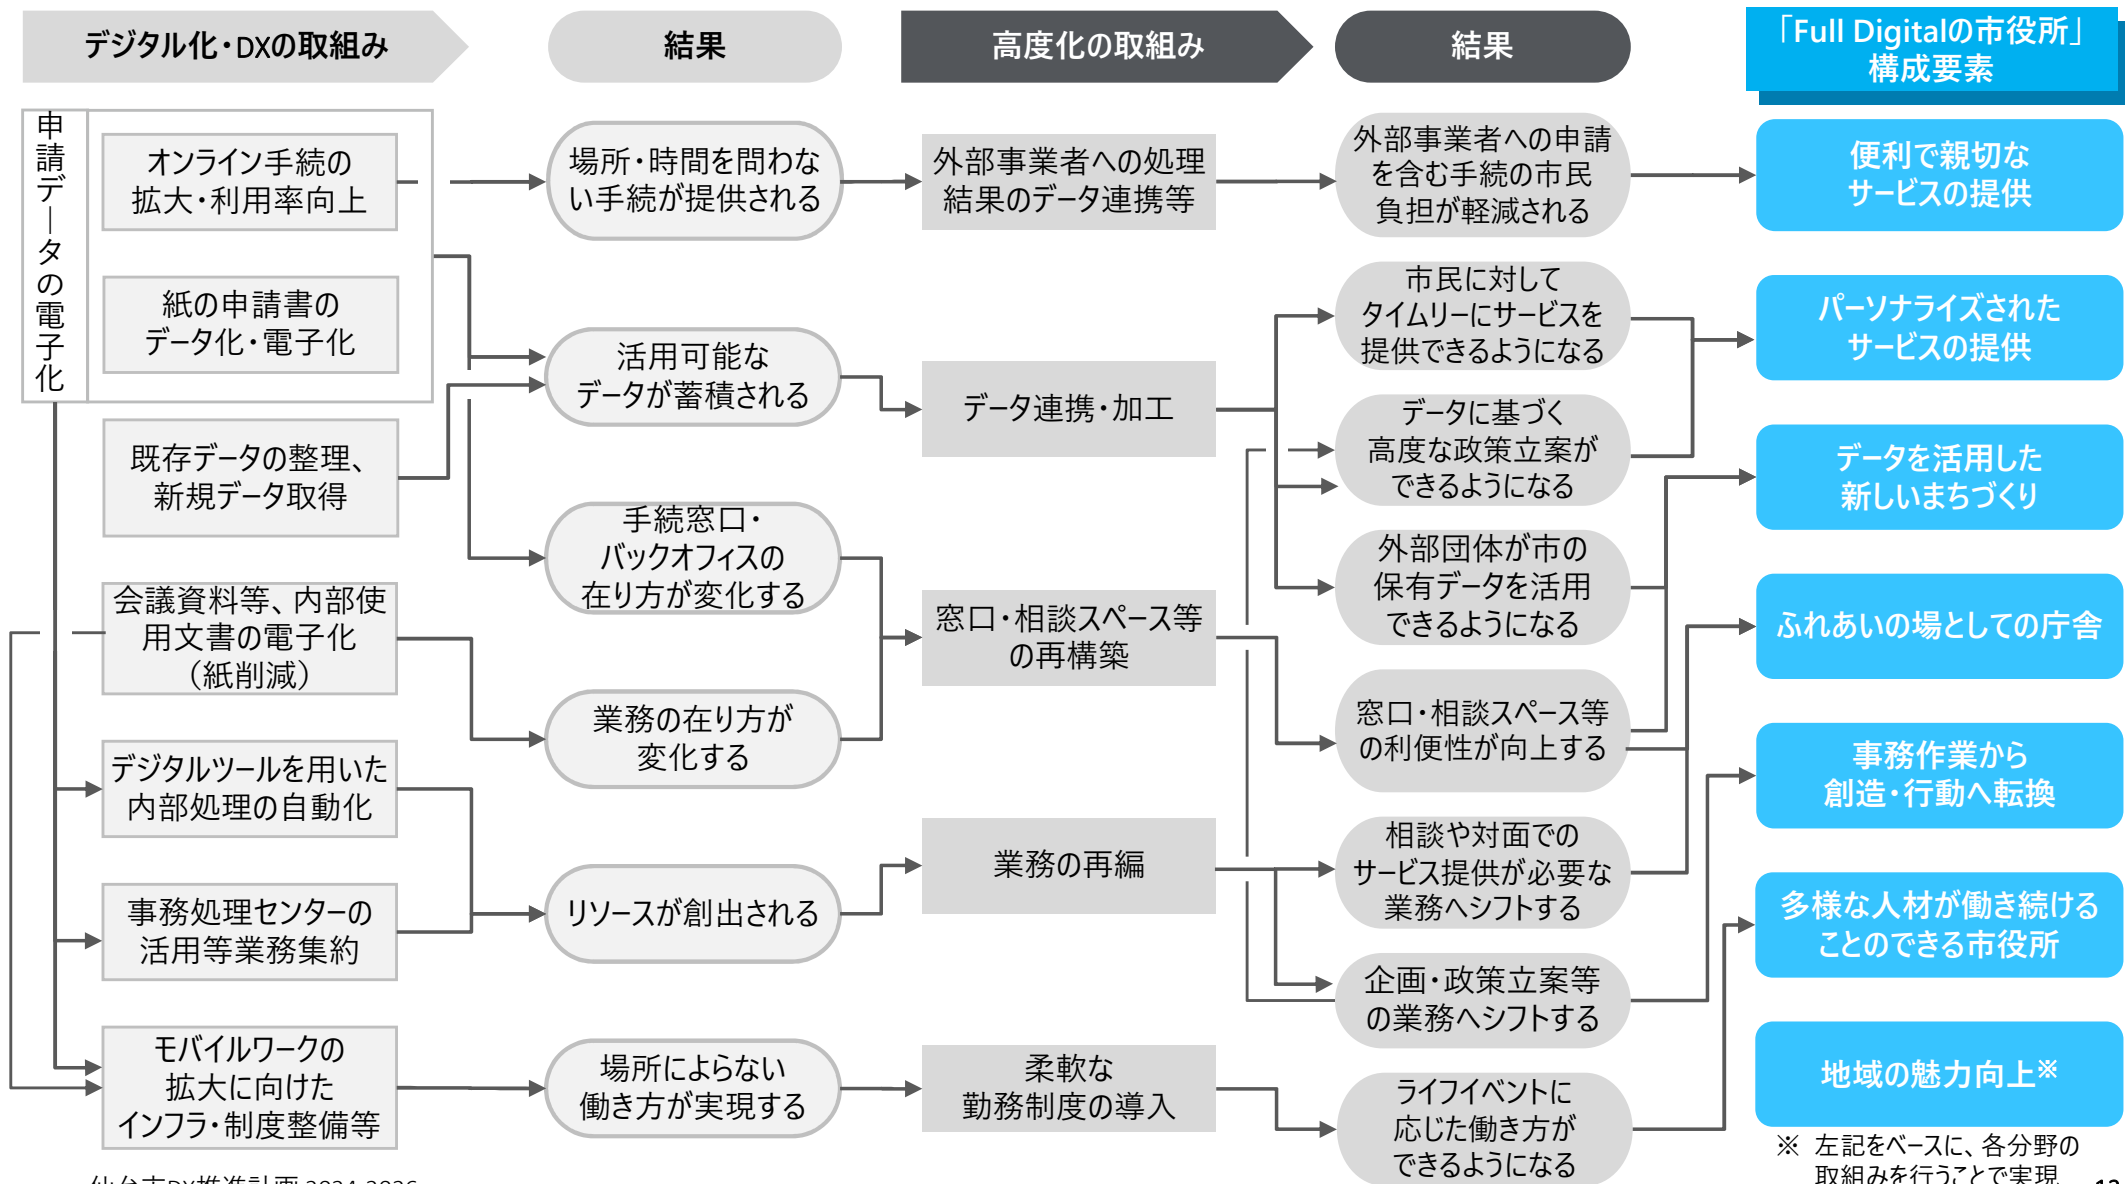 デジタル化・DXの取組み
結果
高度化の取組み
結果
「Full Digitalの市役所」
構成要素
申請データの電子化
オンライン手続の
拡大・利用率向上
紙の申請書の
データ化・電子化
既存データの整理、
新規データ取得
会議資料等、内部使
用文書の電子化
（紙削減）
デジタルツールを用いた
内部処理の自動化
事務処理センターの
活用等業務集約
モバイルワークの
拡大に向けた
インフラ・制度整備等
場所・時間を問わな
い手続が提供される
活用可能な
データが蓄積される
手続窓口・
バックオフィスの
在り方が変化する
業務の在り方が
変化する
リソースが創出される
場所によらない
働き方が実現する
外部事業者への処理
結果のデータ連携等
データ連携・加工
窓口・相談スペース等
の再構築
業務の再編
柔軟な
勤務制度の導入
外部事業者への申請
を含む手続の市民
負担が軽減される
市民に対して
タイムリーにサービスを
提供できるようになる
データに基づく
高度な政策立案が
できるようになる
外部団体が市の
保有データを活用
できるようになる
窓口・相談スペース等
の利便性が向上する
相談や対面での
サービス提供が必要な
業務へシフトする
企画・政策立案等
の業務へシフトする
ライフイベントに
応じた働き方が
できるようになる
便利で親切な
サービスの提供
パーソナライズされた
サービスの提供
データを活用した
新しいまちづくり
ふれあいの場としての庁舎
事務作業から
創造・行動へ転換
多様な人材が働き続ける
ことのできる市役所
地域の魅力向上※
※ 左記をベースに、各分野の
取組みを行うことで実現
仙台市DX推進計画 2024-2026